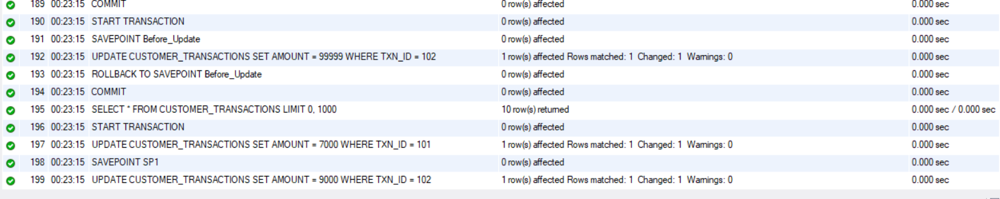 189 00:23:15 COMMIT 0 row(s) affected 0.000 sec
190 00:23:15 START TRANSACTION 0 row(s) affected 0.000 sec
191 00:23:15 SAVEPOINT Before_Update 0 row(s) affected 0.000 sec
192 00:23:15 UPDATE CUSTOMER_TRANSACTIONS SET AMOUNT = 99999 WHERE TXN_ID = 102 1 row(s) affected Rows matched: 1 Changed: 1 Warnings: 0 0.000 sec
193 00:23:15 ROLLBACK TO SAVEPOINT Before_Update 0 row(s) affected 0.000 sec
194 00:23:15 COMMIT 0 row(s) affected 0.000 sec
195 00:23:15 SELECT * FROM CUSTOMER_TRANSACTIONS LIMIT 0, 1000 10 row(s) returned 0.000 sec / 0.000 sec
196 00:23:15 START TRANSACTION 0 row(s) affected 0.000 sec
197 00:23:15 UPDATE CUSTOMER_TRANSACTIONS SET AMOUNT = 7000 WHERE TXN_ID = 101 1 row(s) affected Rows matched: 1 Changed: 1 Warnings: 0 0.000 sec
198 00:23:15 SAVEPOINT SP1 0 row(s) affected 0.000 sec
199 00:23:15 UPDATE CUSTOMER_TRANSACTIONS SET AMOUNT = 9000 WHERE TXN_ID = 102 1 row(s) affected Rows matched: 1 Changed: 1 Warnings: 0 0.000 sec